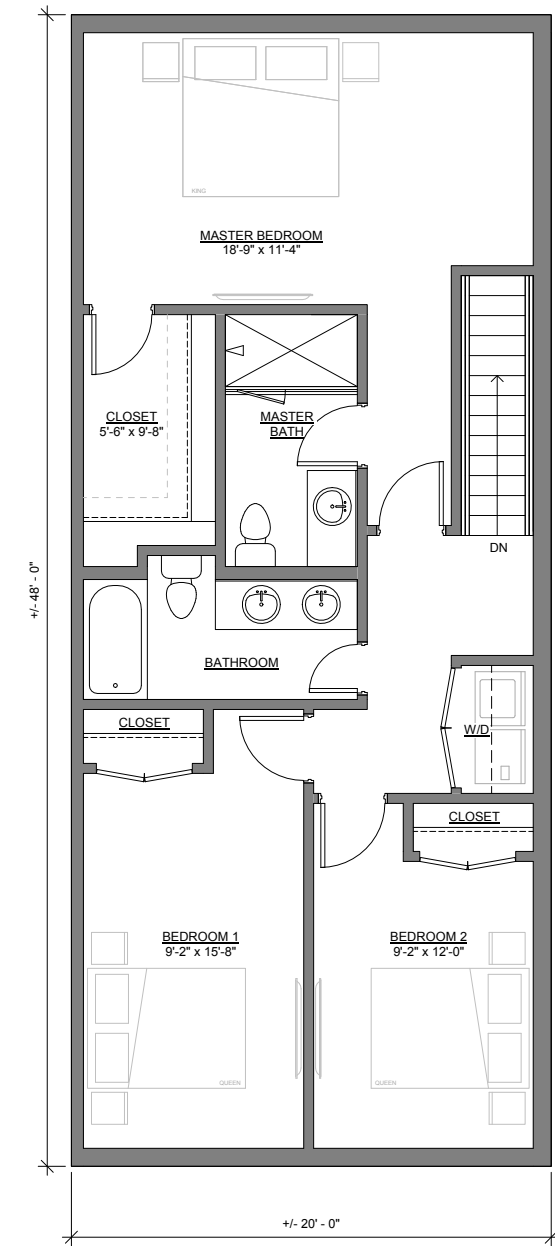 KING
MASTER BEDROOM
18'-9" x 11'-4"
CLOSET
5'-6" x 9'-8"
MASTER
BATH
DN
+/- 48' - 0"
BATHROOM
CLOSET
W/D
CLOSET
BEDROOM 1
9'-2" x 15'-8"
BEDROOM 2
9'-2" x 12'-0"
QUEEN
QUEEN
+/- 20' - 0"